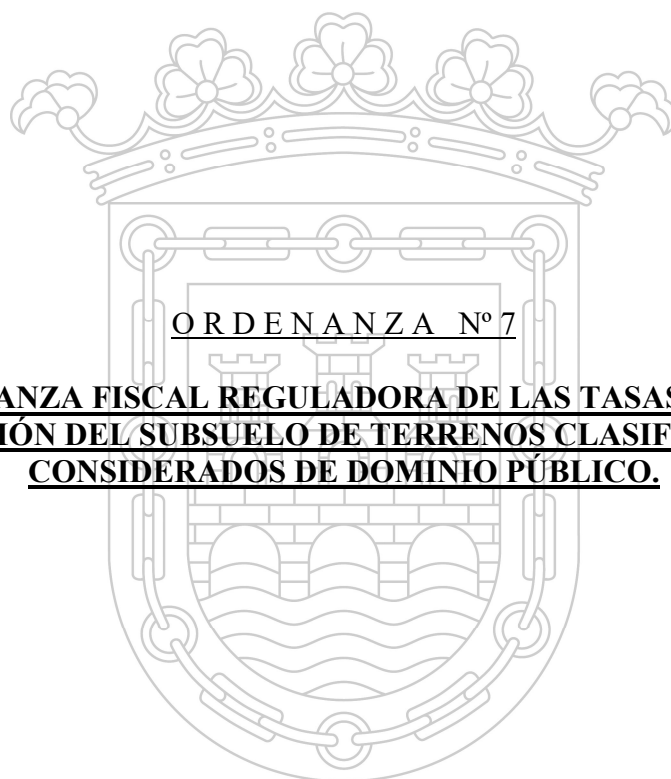 O R D E N A N Z A Nº 7
ANZA FISCAL REGULADORA DE LAS TASAS
IÓN DEL SUBSUELO DE TERRENOS CLASIF
CONSIDERADOS DE DOMINIO PÚBLICO.